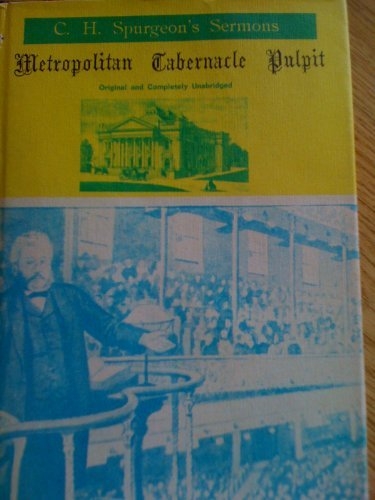 C. H. Spurgeon's Sermons
Metropolitan Tabernacle Pulpit
Original and Completely Unabridged